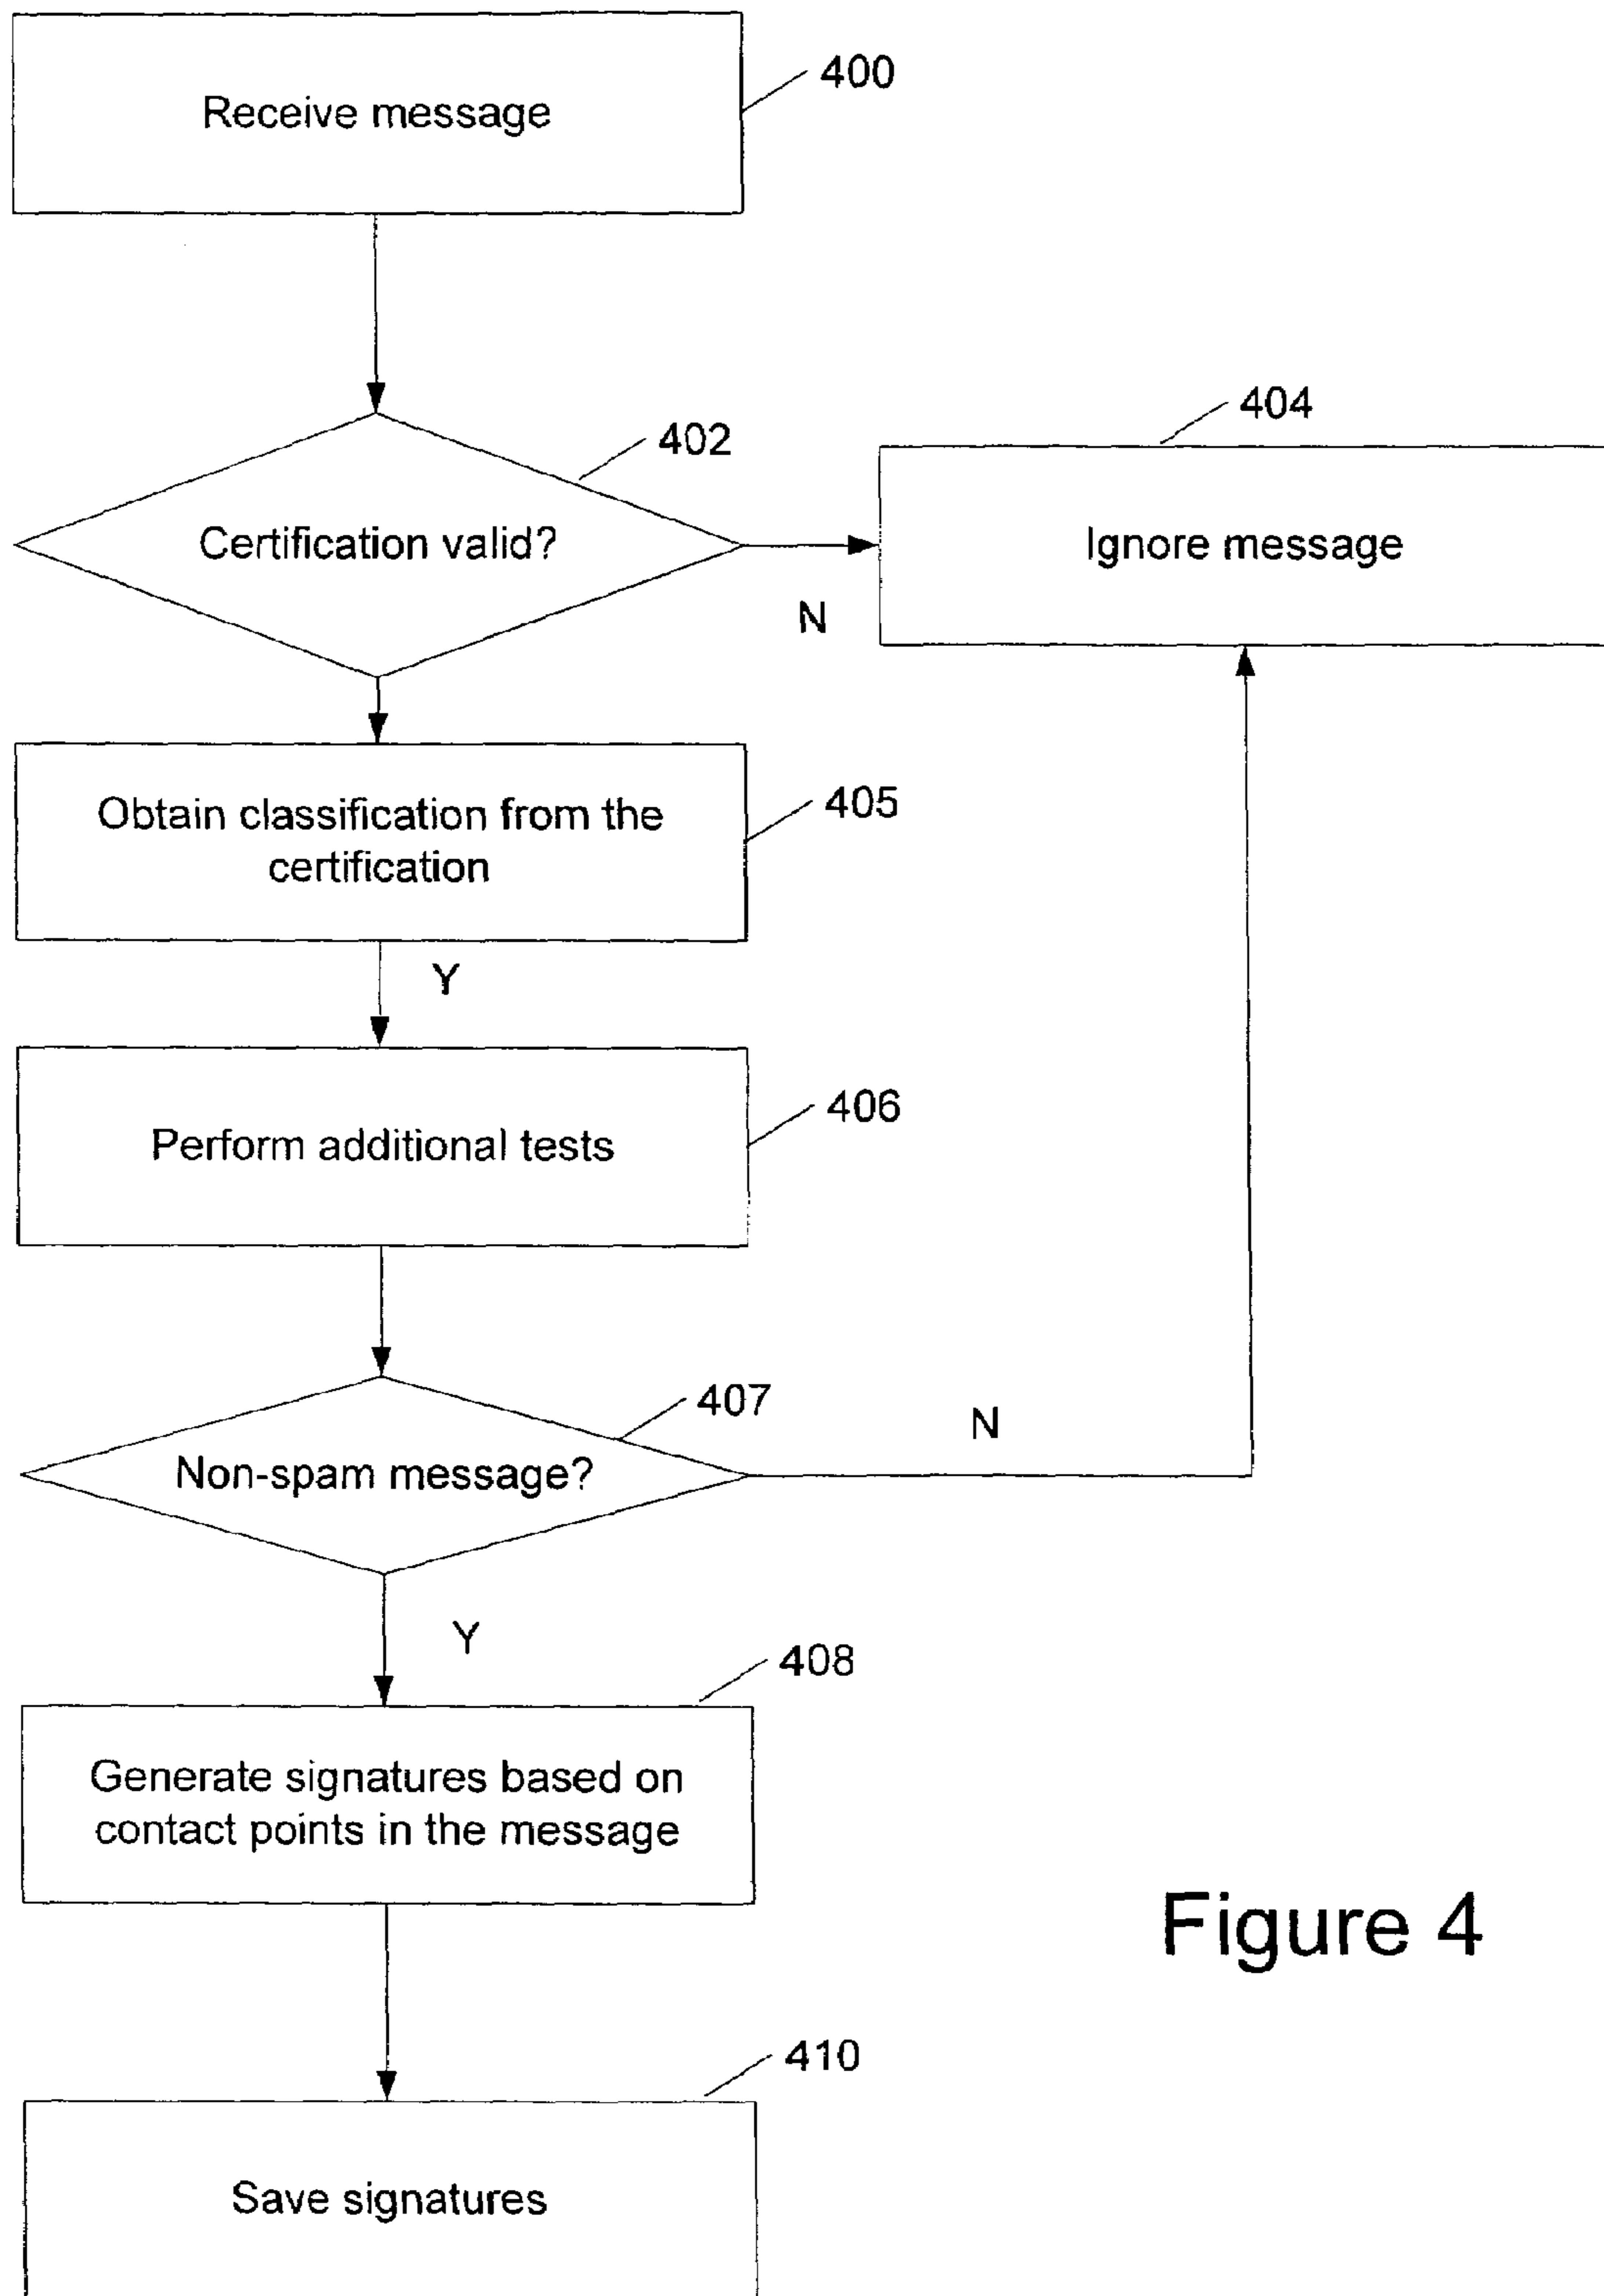 Receive message
400
402
Certification valid?
N
404
Ignore message
Obtain classification from the
certification
405
Y
Perform additional tests
406
407
Non-spam message?
N
Y
408
Generate signatures based on
contact points in the message
410
Save signatures
Figure 4